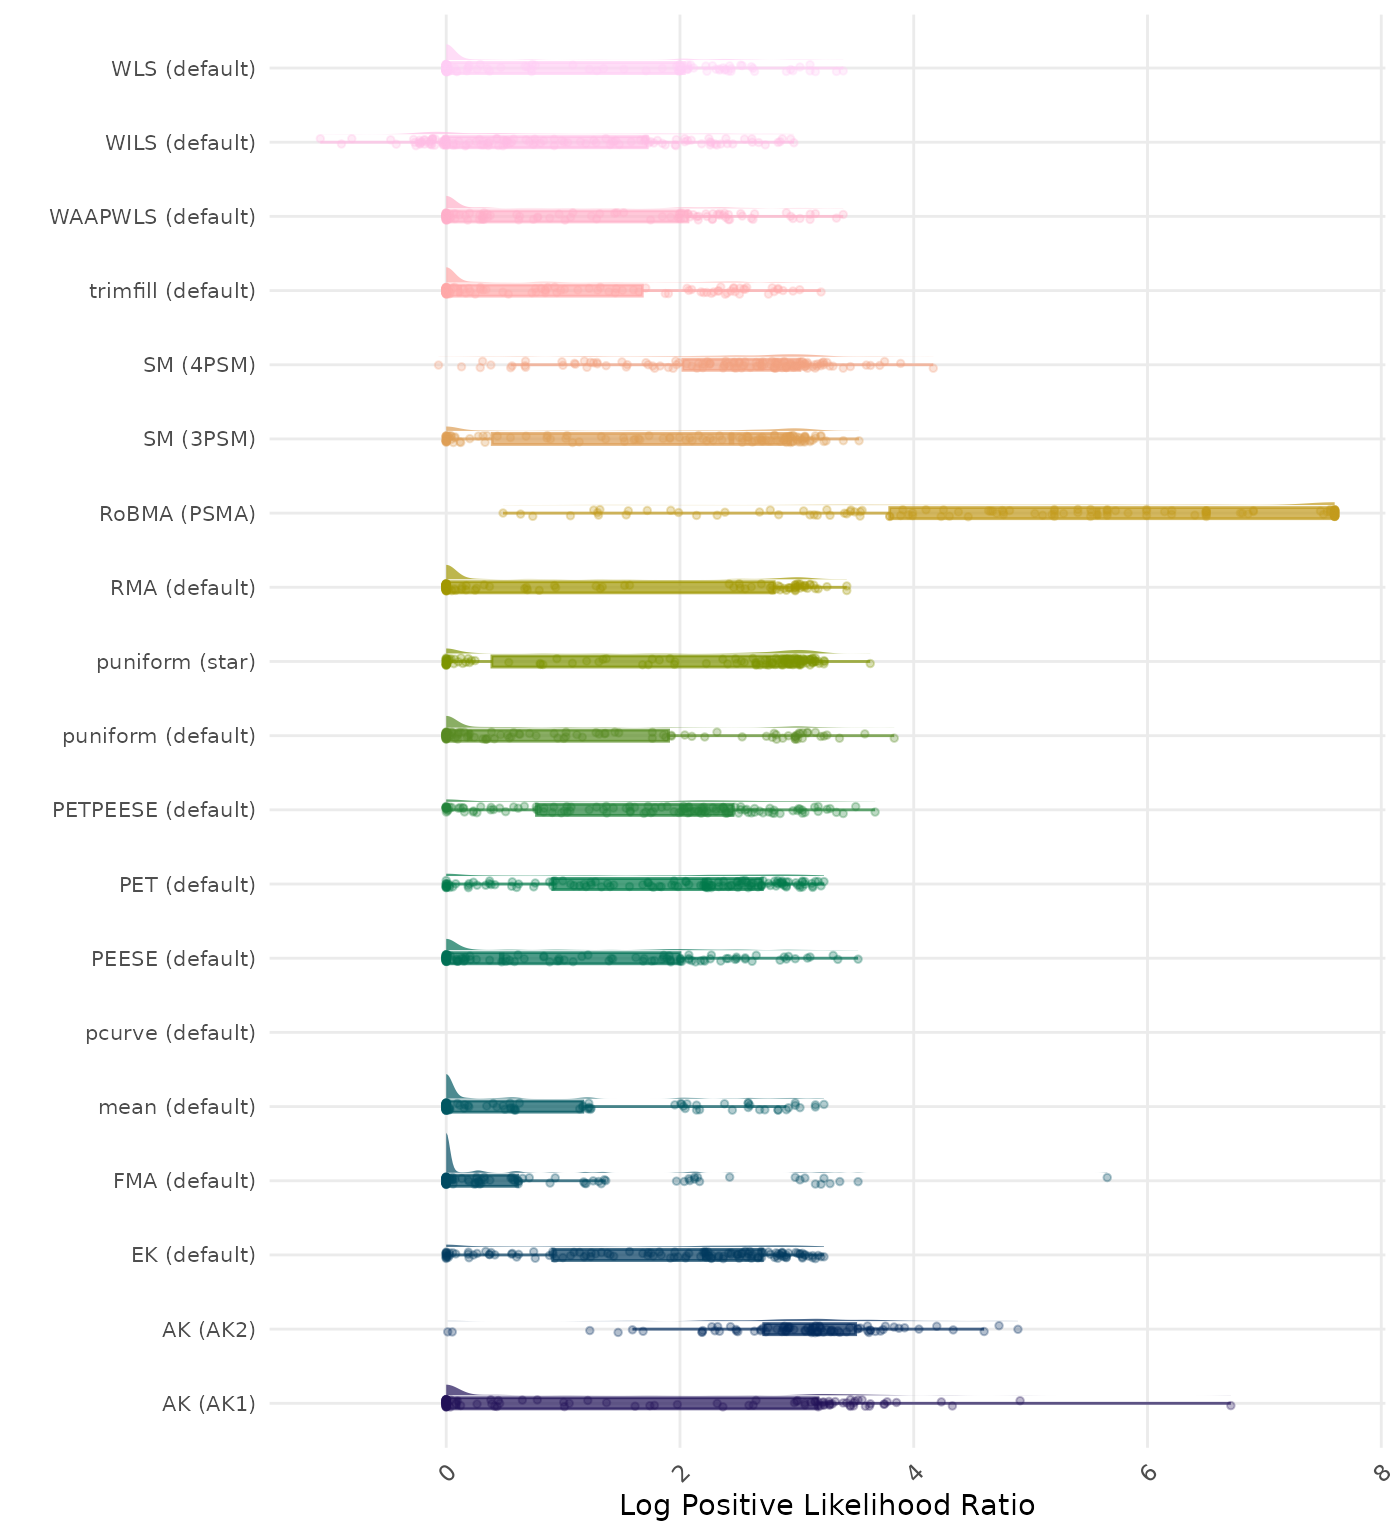 WLS (default)
WILS (default)
WAAPWLS (default)
trimfill (default)
SM (4PSM)
SM (3PSM)
RoBMA (PSMA)
RMA (default)
puniform (star)
puniform (default)
PETPEESE (default)
PET (default)
PEESE (default)
pcurve (default)
mean (default)
FMA (default)
EK (default)
AK (AK2)
AK (AK1)
0 2 4 6 8
Log Positive Likelihood Ratio